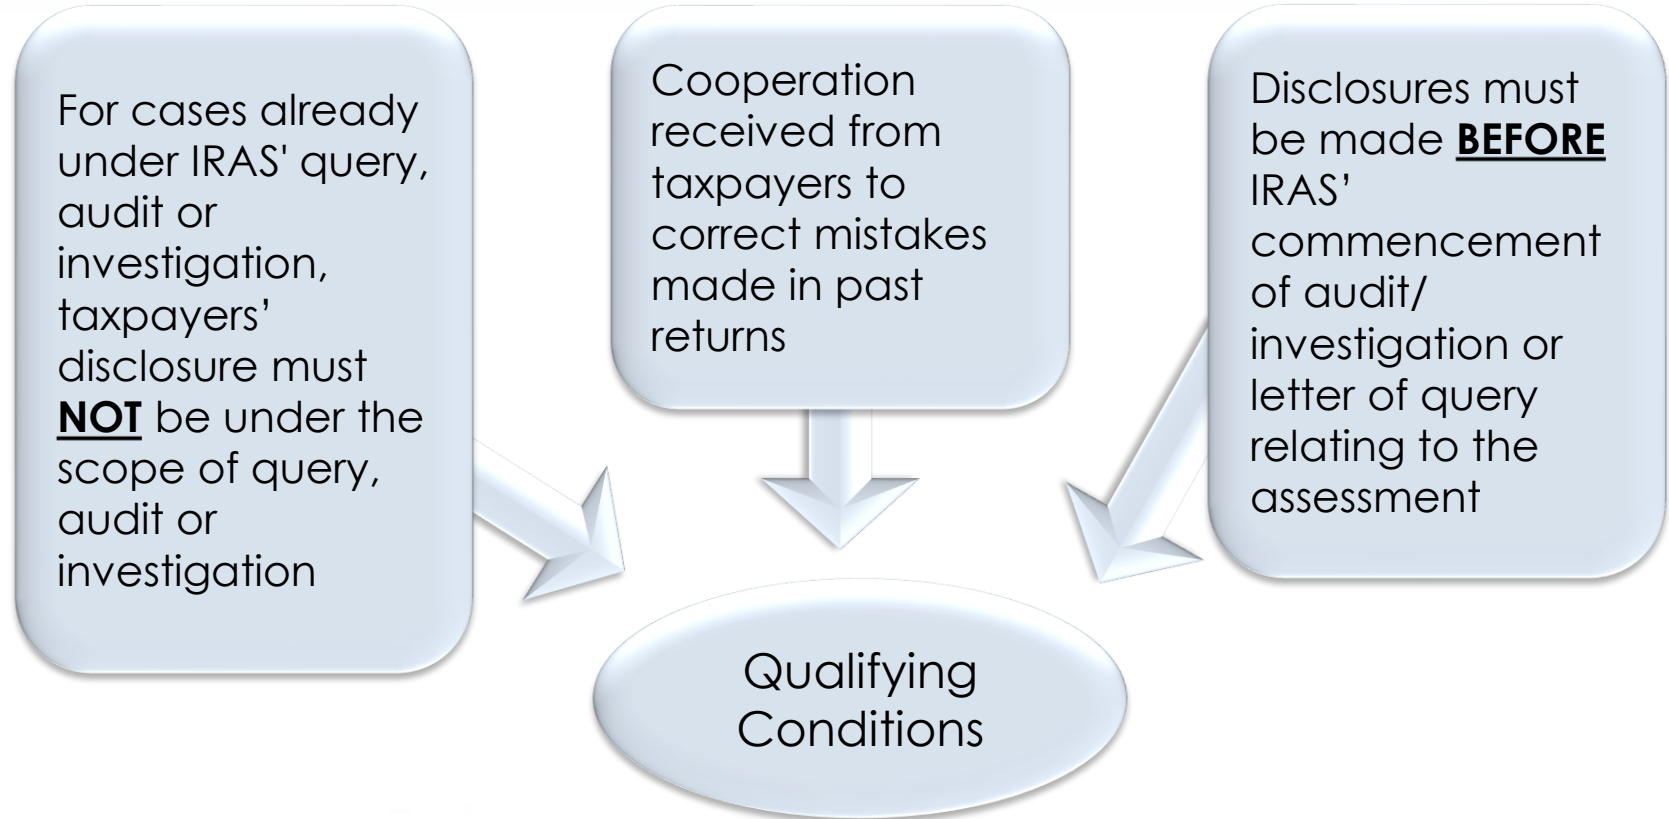 For cases already
under IRAS' query,
audit or
investigation,
taxpayers’
disclosure must
NOT be under the
scope of query,
audit or
investigation
Cooperation
received from
taxpayers to
correct mistakes
made in past
returns
Disclosures must
be made BEFORE
IRAS’
commencement
of audit/
investigation or
letter of query
relating to the
assessment
Qualifying
Conditions